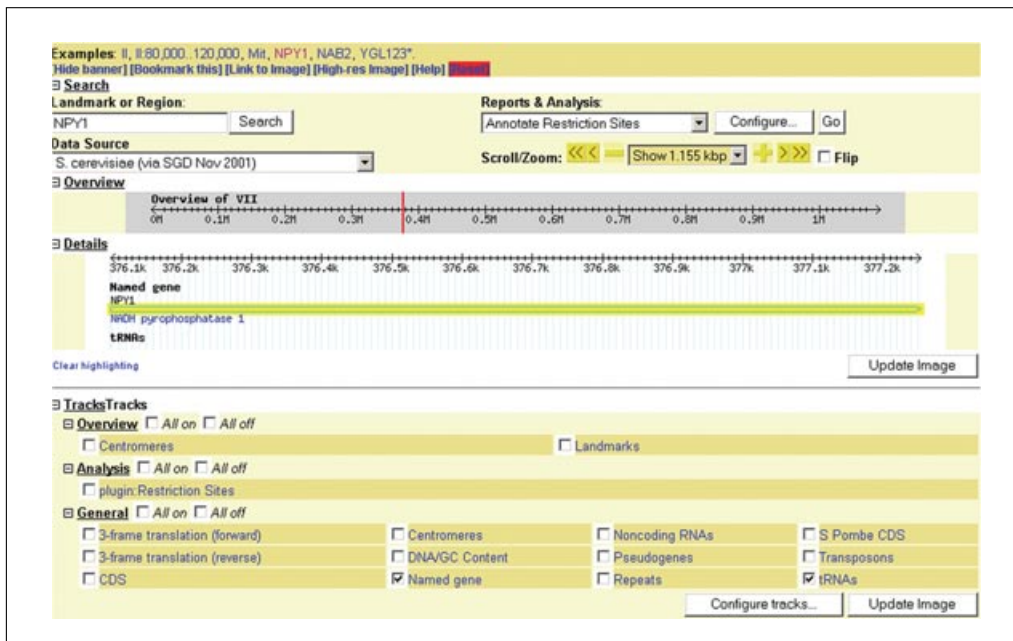 Examples: II, II:80,000..120,000, Mit, NPY1, NAB2, YGL123*.
[Hide banner] [Bookmark this] [Link to Image] [High-res Image] [Help] [Reset]
Search
Landmark or Region:
NPY1 Search
Reports & Analysis:
Annotate Restriction Sites Configure... Go
Data Source
S. cerevisiae (via SGD Nov 2001)
Scroll/Zoom: Show 1.155 kbp Flip
Overview
Overview of VII
0M 0.1M 0.2M 0.3M 0.4M 0.5M 0.6M 0.7M 0.8M 0.9M 1M
Details
376.1k 376.2k 376.3k 376.4k 376.5k 376.6k 376.7k 376.8k 376.9k 377k 377.1k 377.2k
Named gene
NPY1
NADH pyrophosphatase 1
tRNAs
Clear highlighting Update Image
TracksTracks
Overview All on All off
Centromeres Landmarks
Analysis All on All off
plugin:Restriction Sites
General All on All off
3-frame translation (forward) Centromeres Noncoding RNAs S Pombe CDS
3-frame translation (reverse) DNA/GC Content Pseudogenes Transposons
CDS Named gene Repeats tRNAs
Configure tracks... Update Image